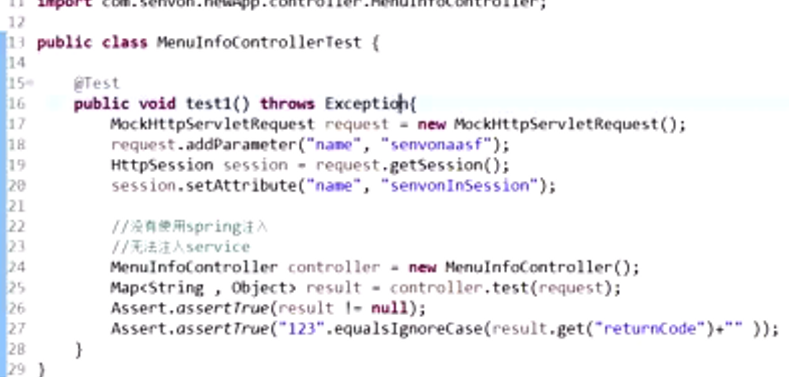 11 import com.senvon.newApp.controller.MenuInfoController;
12
13 public class MenuInfoControllerTest {
14
15 @Test
16 public void test1() throws Exception{
17 MockHttpServletRequest request = new MockHttpServletRequest();
18 request.addParameter("name", "senvonaasf");
19 HttpSession session = request.getSession();
20 session.setAttribute("name", "senvonInSession");
21
22 //没有使用spring注入
23 //无法注入service
24 MenuInfoController controller = new MenuInfoController();
25 Map<String , Object> result = controller.test(request);
26 Assert.assertTrue(result != null);
27 Assert.assertTrue("123".equalsIgnoreCase(result.get("returnCode")+"" ));
28 }
29 }